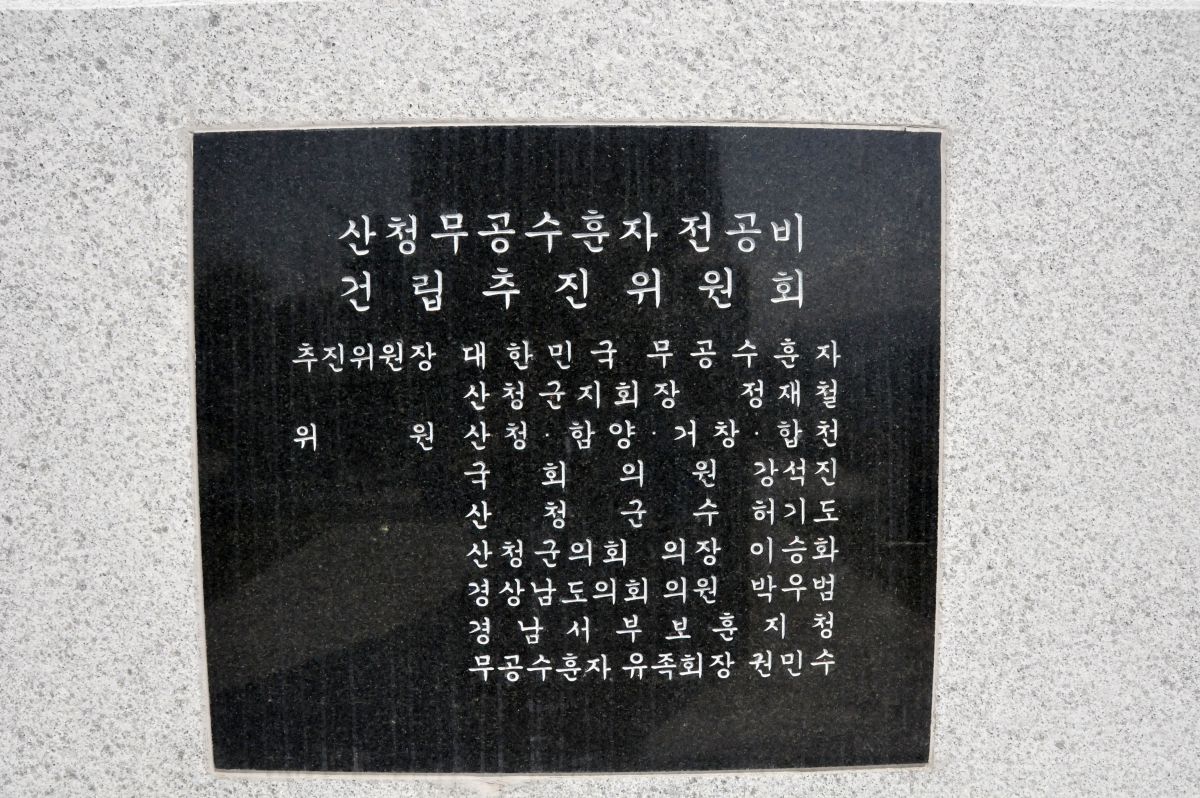 산청무공수훈자 전공비
건립추진위원회
추진위원장 대한민국 무공수훈자
산청군지회장 정재철
위원 산청·함양·거창·합천
국회의원 강석진
산청군수 허기도
산청군의회 의장 이승화
경상남도의회 의원 박우범
경남서부보훈지청
무공수훈자 유족회장 권민수